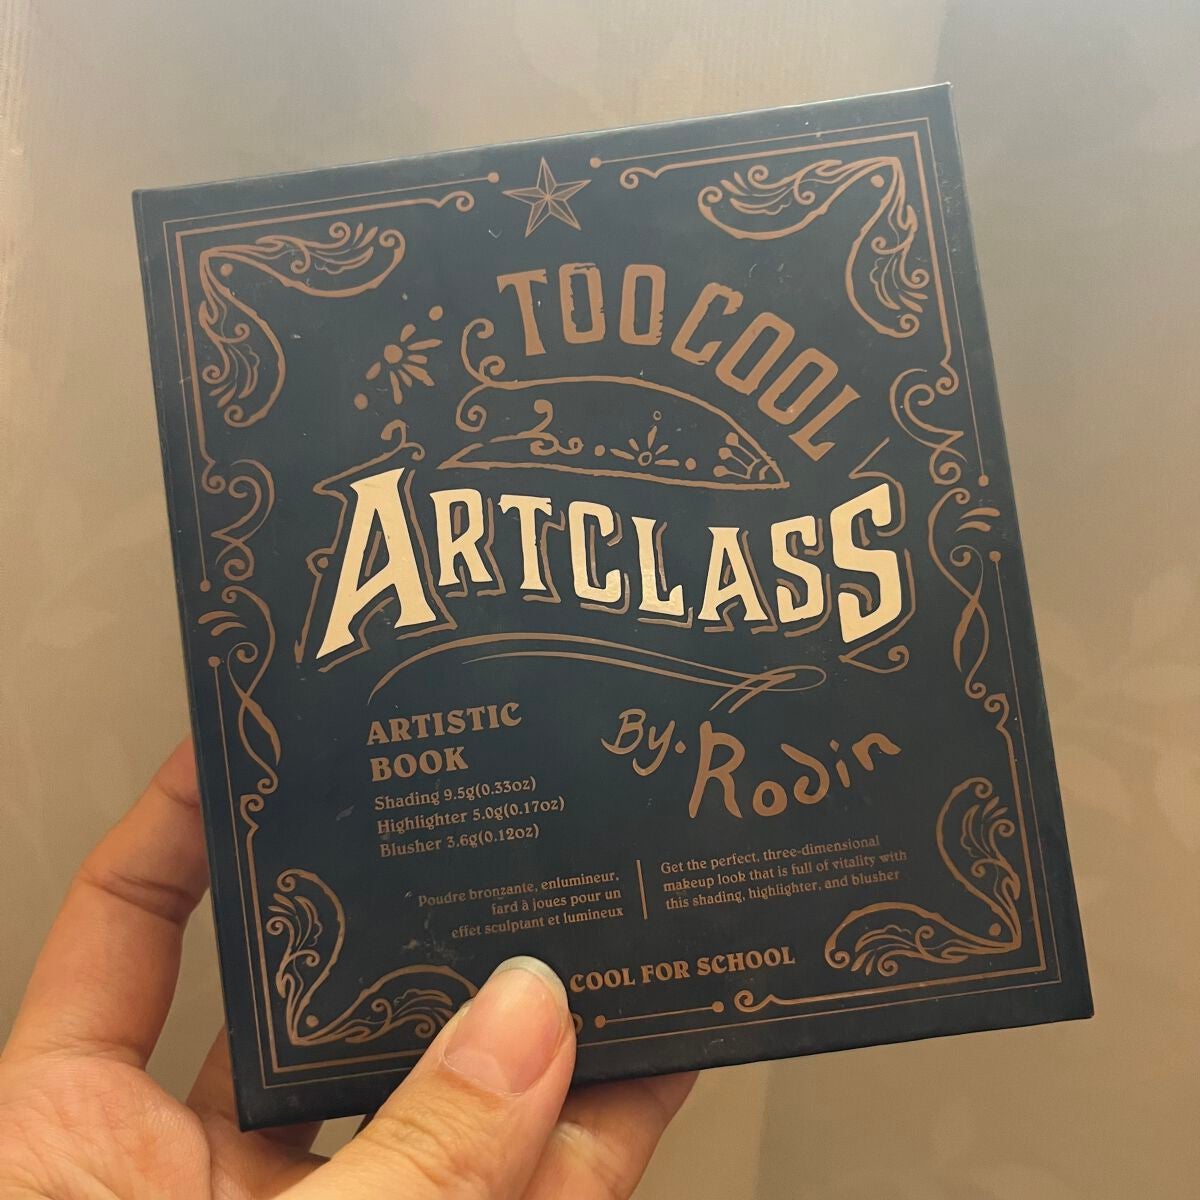 TOO COOL
ARTCLASS
By. Rodin
ARTISTIC
BOOK
Shading 9.5g(0.33oz)
Highlighter 5.0g(0.17oz)
Blusher 3.6g(0.12oz)
Poudre bronzante, enlumineur,
fard à joues pour un
effet sculptant et lumineux
Get the perfect, three-dimensional
makeup look that is full of vitality with
this shading, highlighter, and blusher
COOL FOR SCHOOL